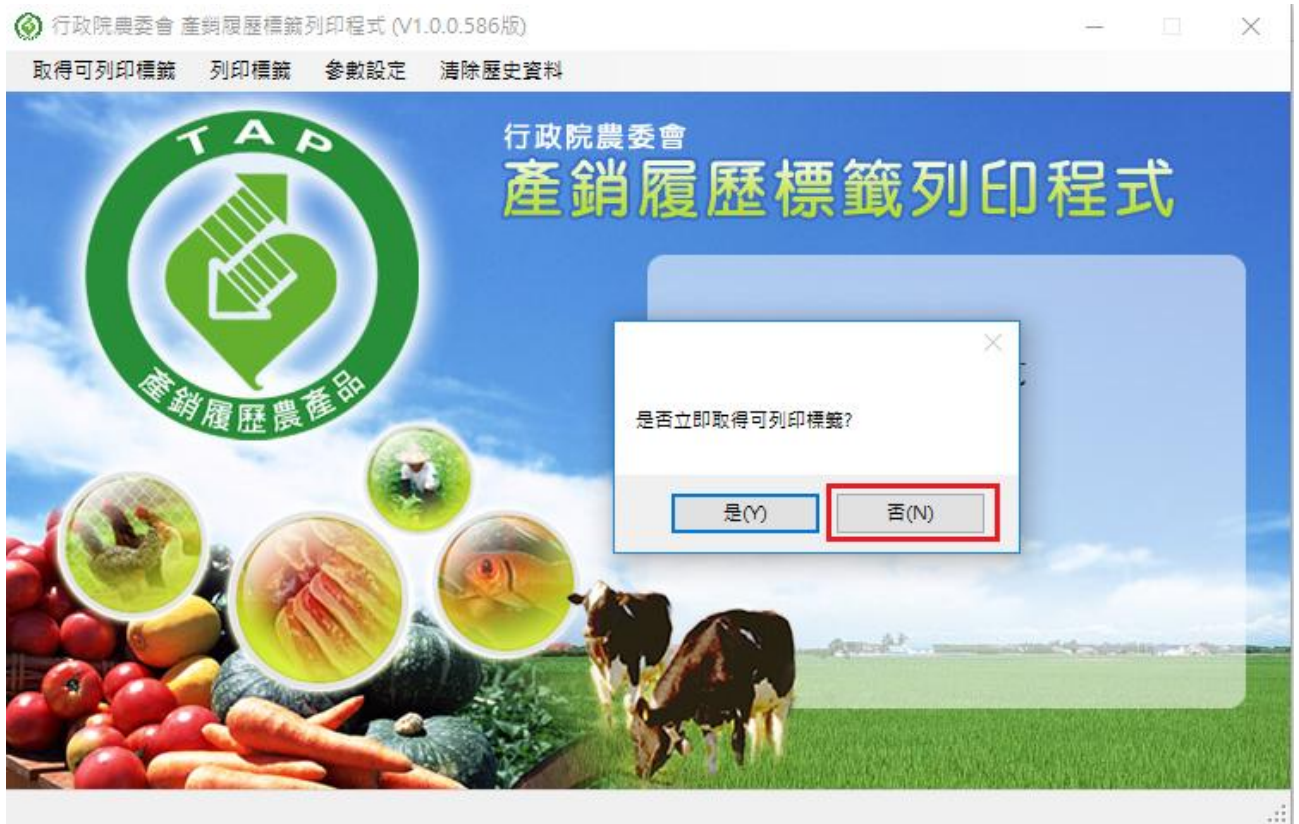 行政院農委會 產銷履歷標籤列印程式 (V1.0.0.586版)
取得可列印標籤 列印標籤 參數設定 清除歷史資料
TAP
產銷履歷農產品
行政院農委會
產銷履歷標籤列印程式
是否立即取得可列印標籤?
是(Y) 否(N)